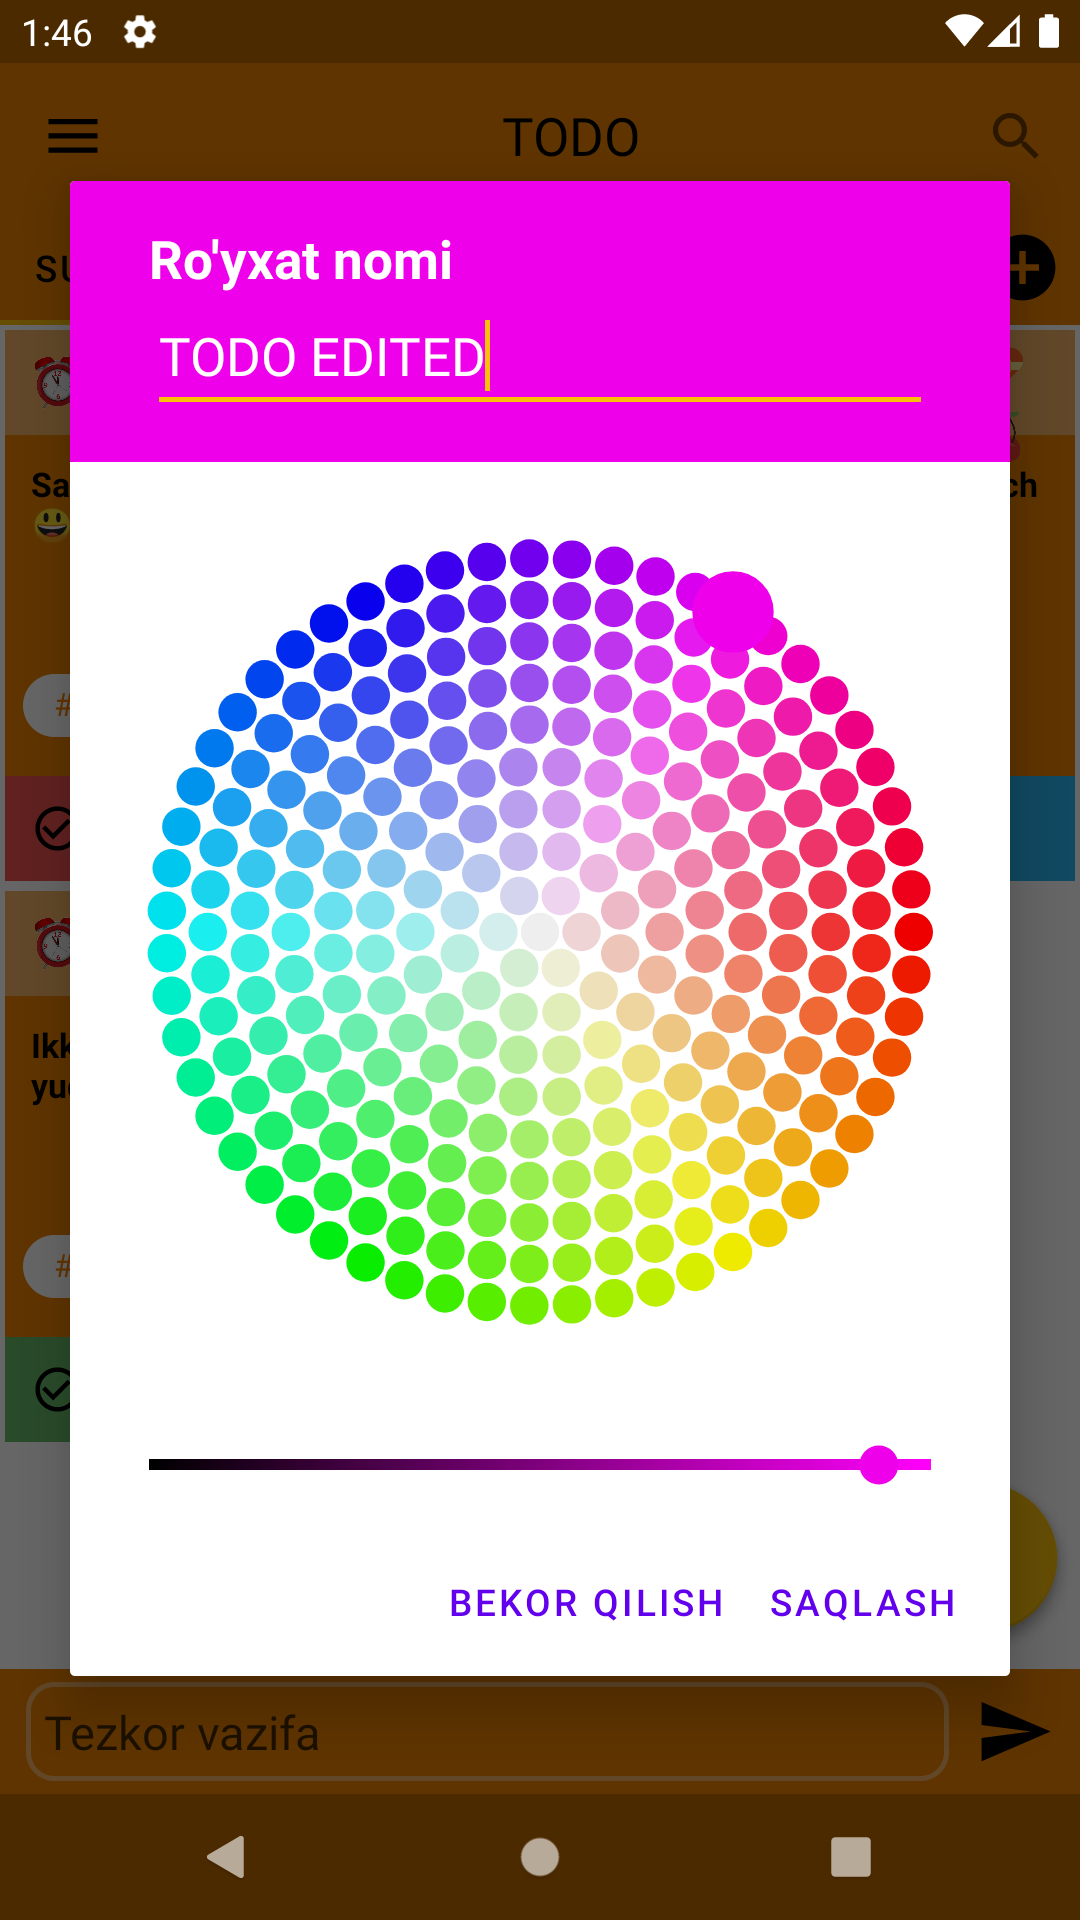 1:46
TODO
SU
Ro'yxat nomi
TODO EDITED
Sa
ch
#
Ikk
yu
#
BEKOR QILISH SAQLASH
Tezkor vazifa